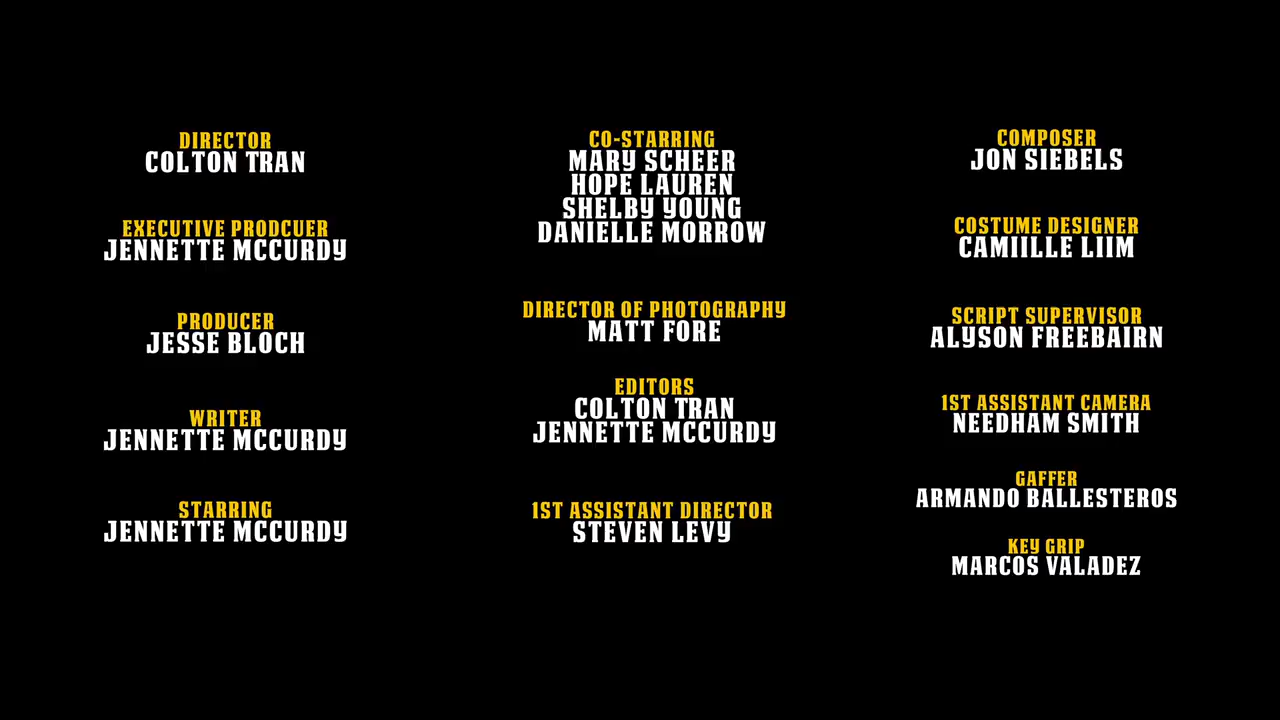 DIRECTOR
COLTON TRAN
EXECUTIVE PRODCUER
JENNETTE MCCURDY
PRODUCER
JESSE BLOCH
WRITER
JENNETTE MCCURDY
STARRING
JENNETTE MCCURDY
CO-STARRING
MARY SCHEER
HOPE LAUREN
SHELBY YOUNG
DANIELLE MORROW
DIRECTOR OF PHOTOGRAPHY
MATT FORE
EDITORS
COLTON TRAN
JENNETTE MCCURDY
1ST ASSISTANT DIRECTOR
STEVEN LEVY
COMPOSER
JON SIEBELS
COSTUME DESIGNER
CAMIILLE LIIM
SCRIPT SUPERVISOR
ALYSON FREEBAIRN
1ST ASSISTANT CAMERA
NEEDHAM SMITH
GAFFER
ARMANDO BALLESTEROS
KEY GRIP
MARCOS VALADEZ